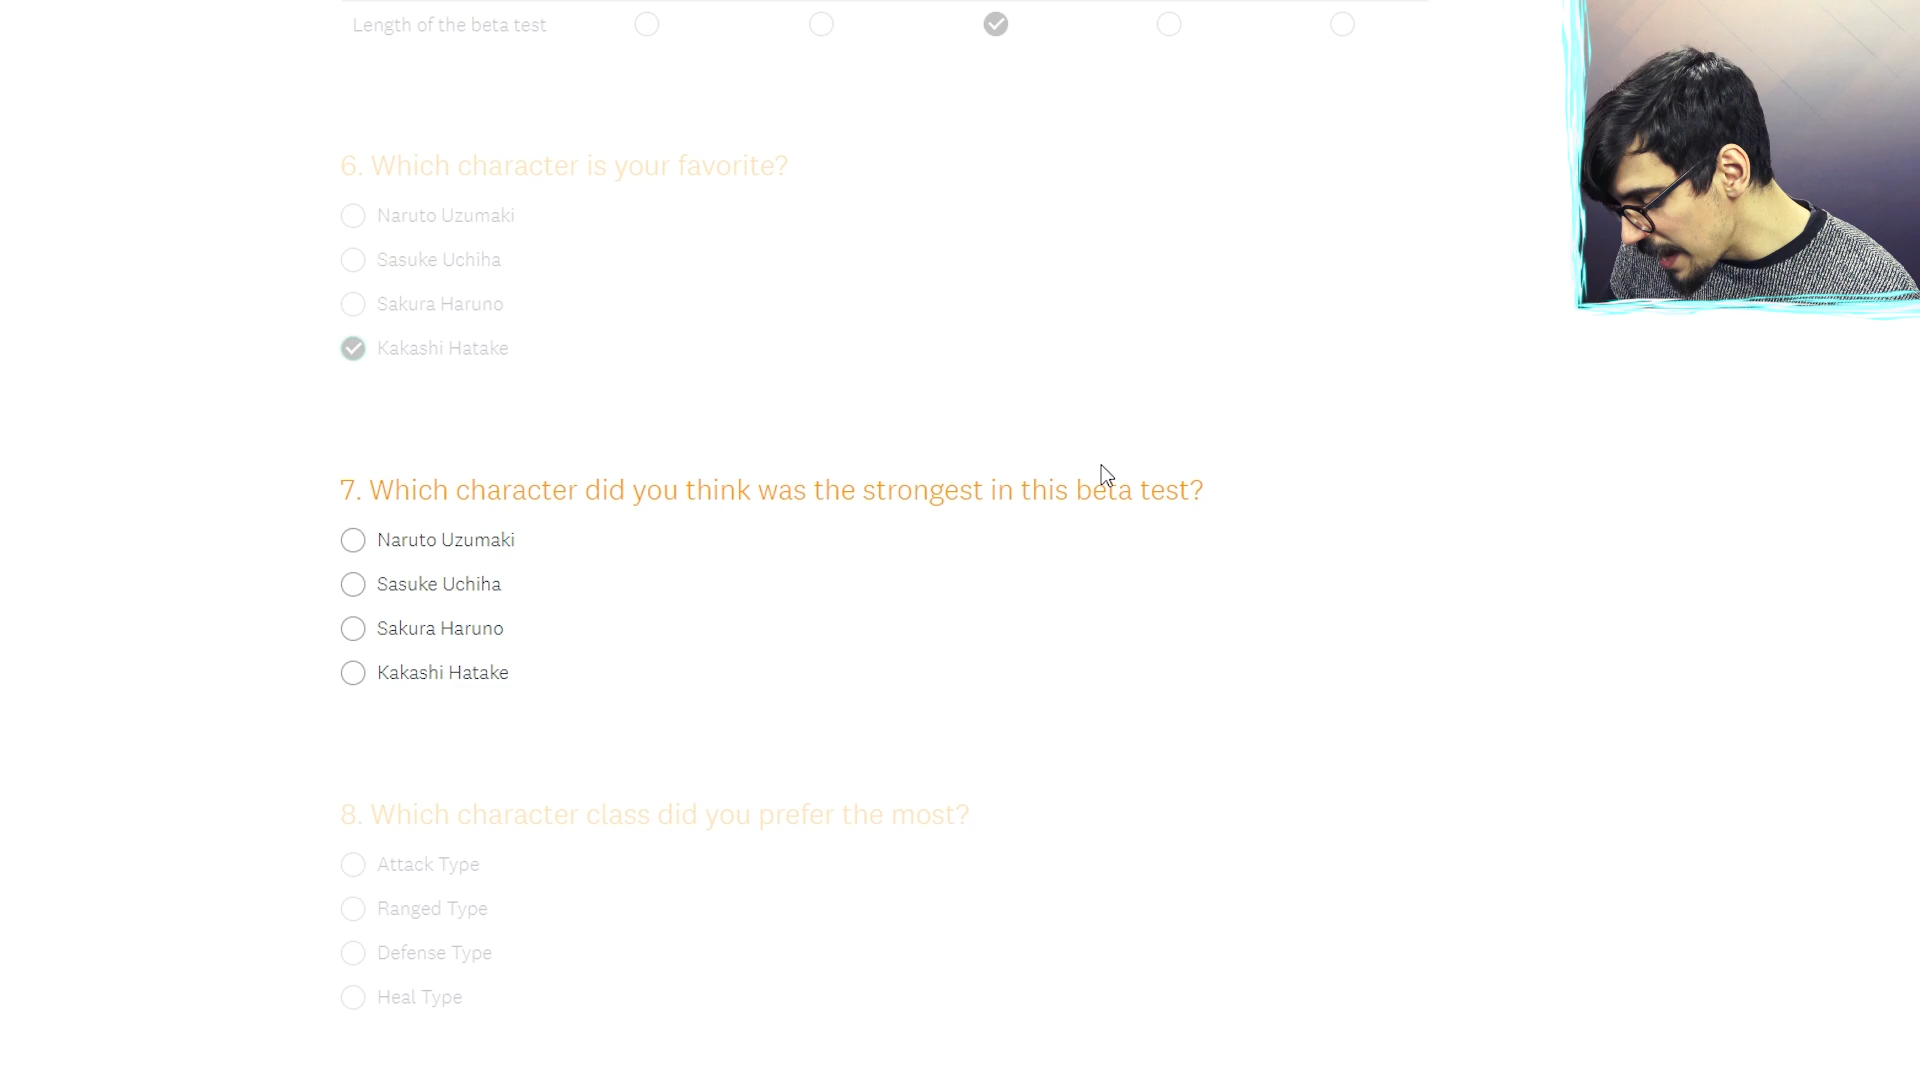 Length of the beta test
6. Which character is your favorite?
Naruto Uzumaki
Sasuke Uchiha
Sakura Haruno
Kakashi Hatake
7. Which character did you think was the strongest in this beta test?
Naruto Uzumaki
Sasuke Uchiha
Sakura Haruno
Kakashi Hatake
8. Which character class did you prefer the most?
Attack Type
Ranged Type
Defense Type
Heal Type